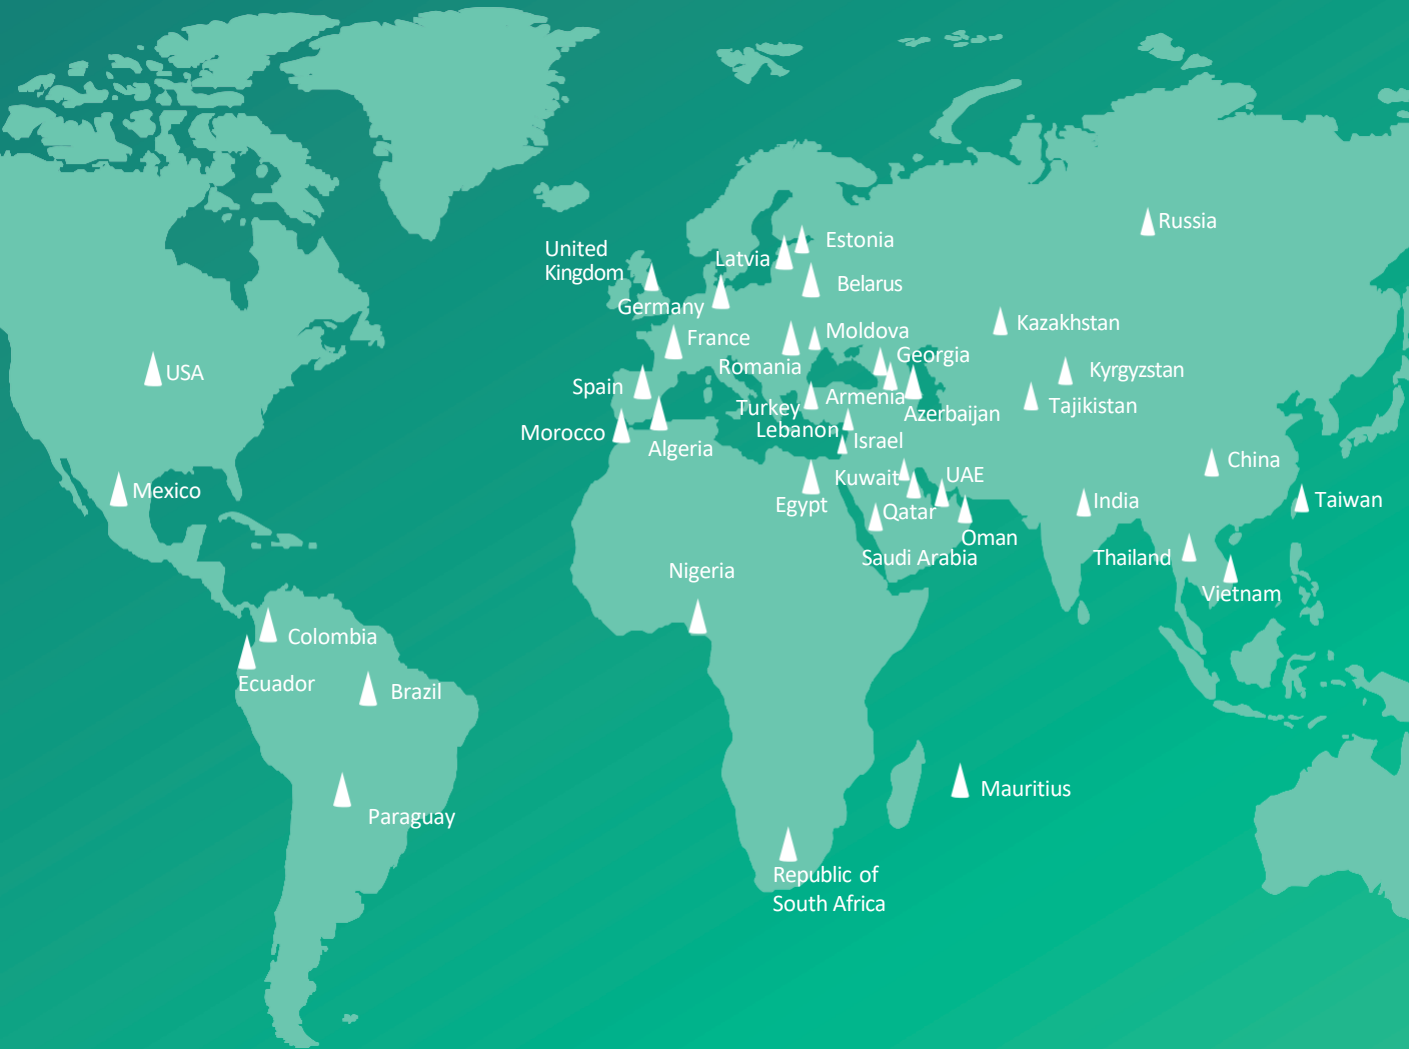 Russia
Estonia
United
Kingdom
Latvia
Belarus
Germany
Kazakhstan
Moldova
France
Georgia
Romania
Kyrgyzstan
USA
Spain
Armenia
Tajikistan
Turkey
Azerbaijan
Lebanon
Morocco
Israel
Algeria
China
UAE
Kuwait
Mexico
Taiwan
India
Egypt
Qatar
Oman
Saudi Arabia
Thailand
Nigeria
Vietnam
Colombia
Ecuador
Brazil
Mauritius
Paraguay
Republic of
South Africa